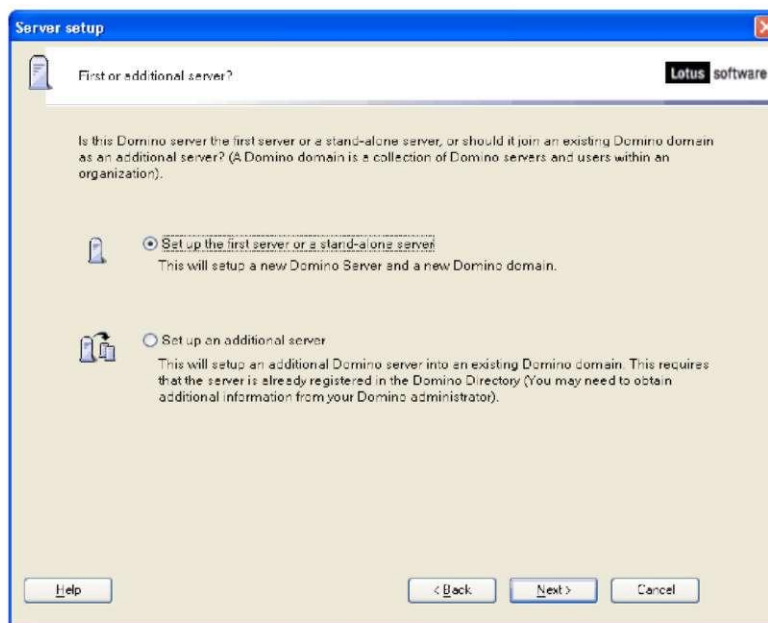 Server setup
First or additional server?
Lotus software
Is this Domino server the first server or a stand-alone server, or should it join an existing Domino domain
as an additional server? (A Domino domain is a collection of Domino servers and users within an
organization).
Set up the first server or a stand-alone server
This will setup a new Domino Server and a new Domino domain.
Set up an additional server
This will setup an additional Domino server into an existing Domino domain. This requires
that the server is already registered in the Domino Directory (You may need to obtain
additional information from your Domino administrator).
Help
< Back
Next >
Cancel